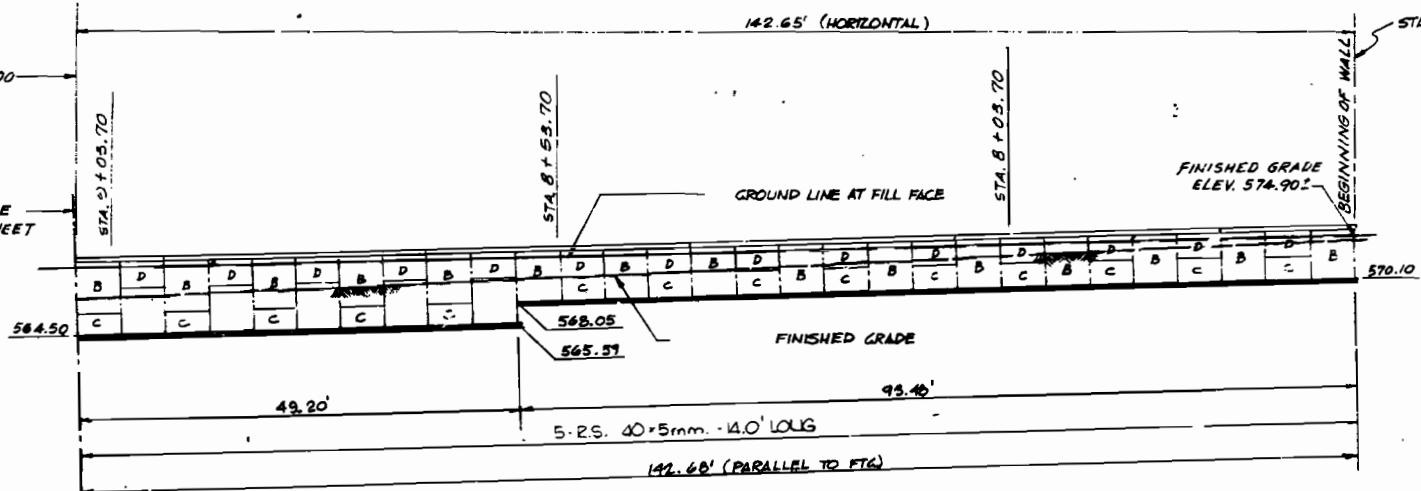 142.65' (HORIZONTAL)
STA. 9 + 03.70
STA. 8 + 53.70
STA. 8 + 03.70
BEGINNING OF WALL
FINISHED GRADE
ELEV. 574.90±
GROUND LINE AT FILL FACE
B D B D B D B D B D B D B D B D B D B D B D B D B D B D B
C C C C C C C C C C C C C
564.50
568.05
565.59
FINISHED GRADE
570.10
49.20'
93.48'
5-R.S. 40×5mm. -14.0' LONG
142.68' (PARALLEL TO FTG)